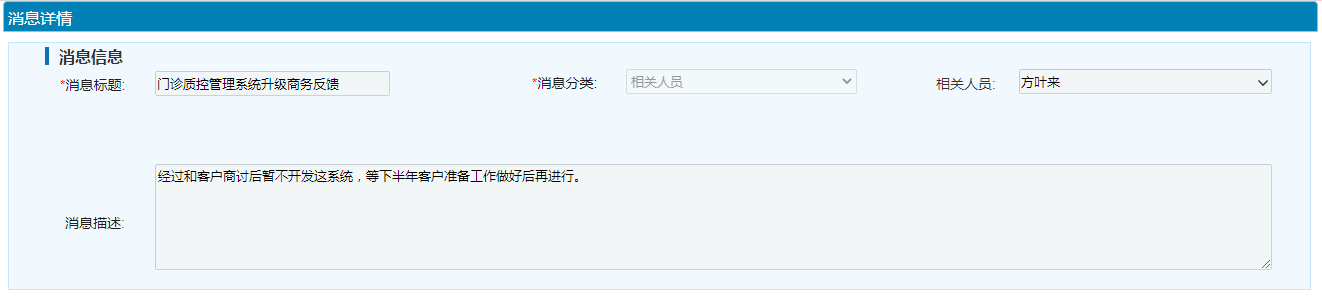 消息详情
消息信息
*消息标题: 门诊质控管理系统升级商务反馈 *消息分类: 相关人员 相关人员: 方叶来
经过和客户商讨后暂不开发这系统，等下半年客户准备工作做好后再进行。
消息描述: